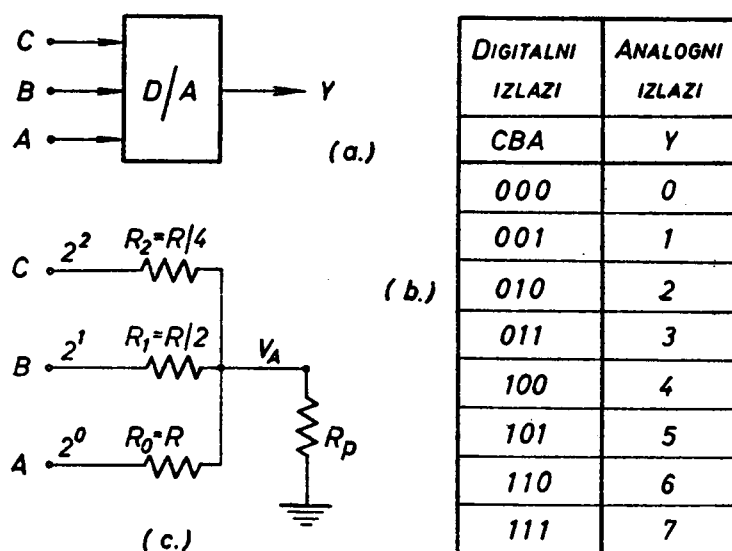 C
B
A
D/A
Y
(a.)
C 2² R₂=R/4
B 2¹ R₁=R/2
V_A
A 2⁰ R₀=R
R_p
(c.)
(b.)
DIGITALNI IZLAZI
ANALOGNI IZLAZI
CBA Y
000 0
001 1
010 2
011 3
100 4
101 5
110 6
111 7